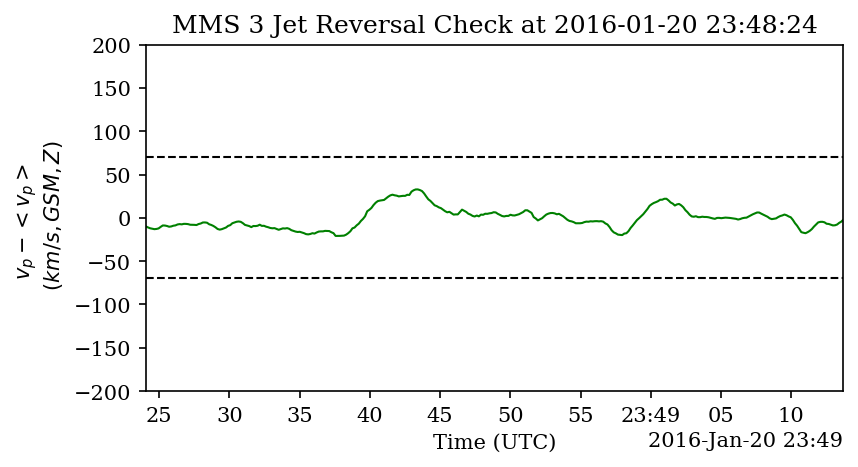 MMS 3 Jet Reversal Check at 2016-01-20 23:48:24
200
150
100
50
0
−50
−100
−150
−200
v_p − < v_p >
(km/s, GSM, Z)
25 30 35 40 45 50 55 23:49 05 10
Time (UTC)
2016-Jan-20 23:49